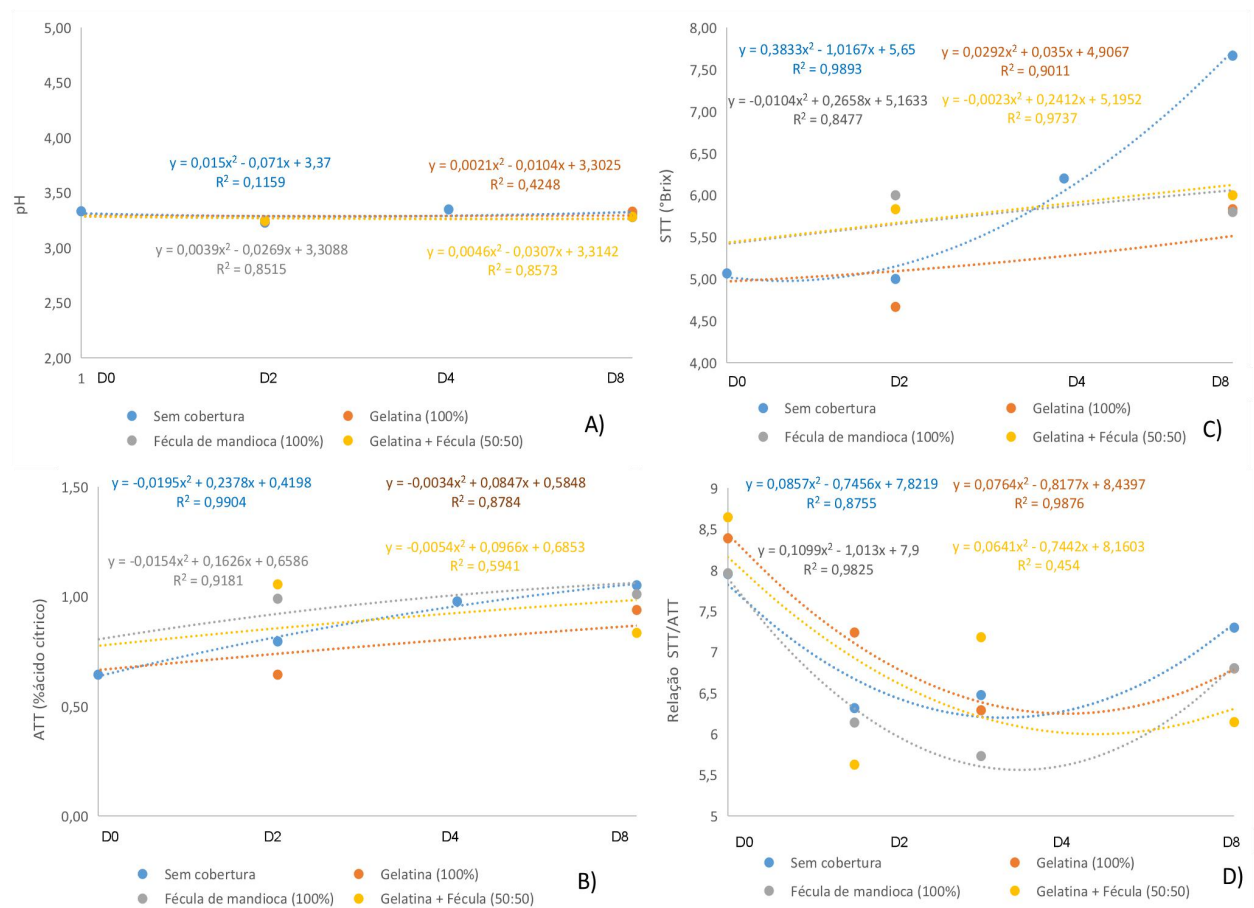 5,00
4,50
4,00
3,50
3,00
2,50
2,00
pH
y = 0,015x² - 0,071x + 3,37
R² = 0,1159
y = 0,0021x² - 0,0104x + 3,3025
R² = 0,4248
y = 0,0039x² - 0,0269x + 3,3088
R² = 0,8515
y = 0,0046x² - 0,0307x + 3,3142
R² = 0,8573
1 D0 D2 D4 D8
Sem cobertura Gelatina (100%)
Fécula de mandioca (100%) Gelatina + Fécula (50:50)
A)
8,00
7,50
7,00
6,50
6,00
5,50
5,00
4,50
4,00
STT (°Brix)
y = 0,3833x² - 1,0167x + 5,65
R² = 0,9893
y = 0,0292x² + 0,035x + 4,9067
R² = 0,9011
y = -0,0104x² + 0,2658x + 5,1633
R² = 0,8477
y = -0,0023x² + 0,2412x + 5,1952
R² = 0,9737
D0 D2 D4 D8
Sem cobertura Gelatina (100%)
Fécula de mandioca (100%) Gelatina + Fécula (50:50)
C)
1,50
1,00
0,50
0,00
ATT (%ácido cítrico)
y = -0,0195x² + 0,2378x + 0,4198
R² = 0,9904
y = -0,0034x² + 0,0847x + 0,5848
R² = 0,8784
y = -0,0154x² + 0,1626x + 0,6586
R² = 0,9181
y = -0,0054x² + 0,0966x + 0,6853
R² = 0,5941
D0 D2 D4 D8
Sem cobertura Gelatina (100%)
Fécula de mandioca (100%) Gelatina + Fécula (50:50)
B)
9
8,5
8
7,5
7
6,5
6
5,5
5
Relação STT/ATT
y = 0,0857x² - 0,7456x + 7,8219
R² = 0,8755
y = 0,0764x² - 0,8177x + 8,4397
R² = 0,9876
y = 0,1099x² - 1,013x + 7,9
R² = 0,9825
y = 0,0641x² - 0,7442x + 8,1603
R² = 0,454
D0 D2 D4 D8
Sem cobertura Gelatina (100%)
Fécula de mandioca (100%) Gelatina + Fécula (50:50)
D)